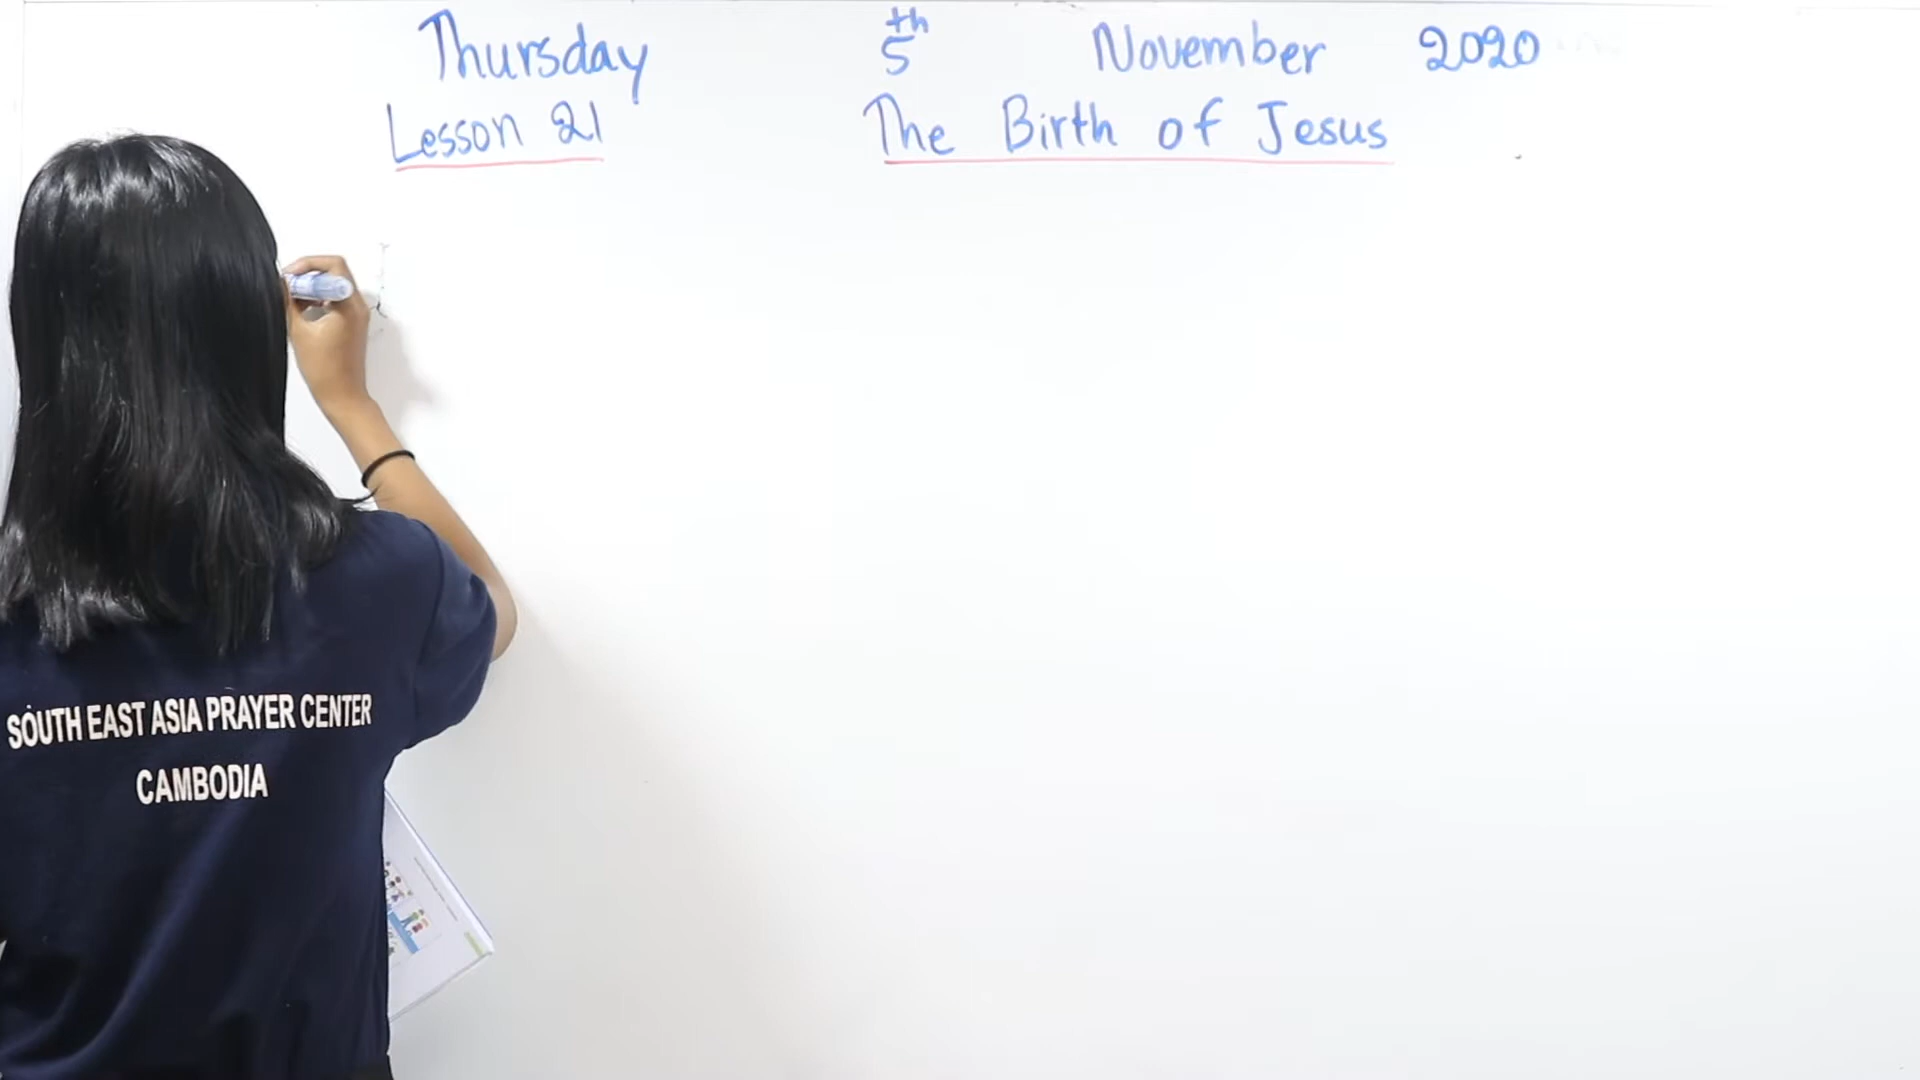 Thursday 5th November 2020
Lesson 21 The Birth of Jesus
SOUTH EAST ASIA PRAYER CENTER
CAMBODIA